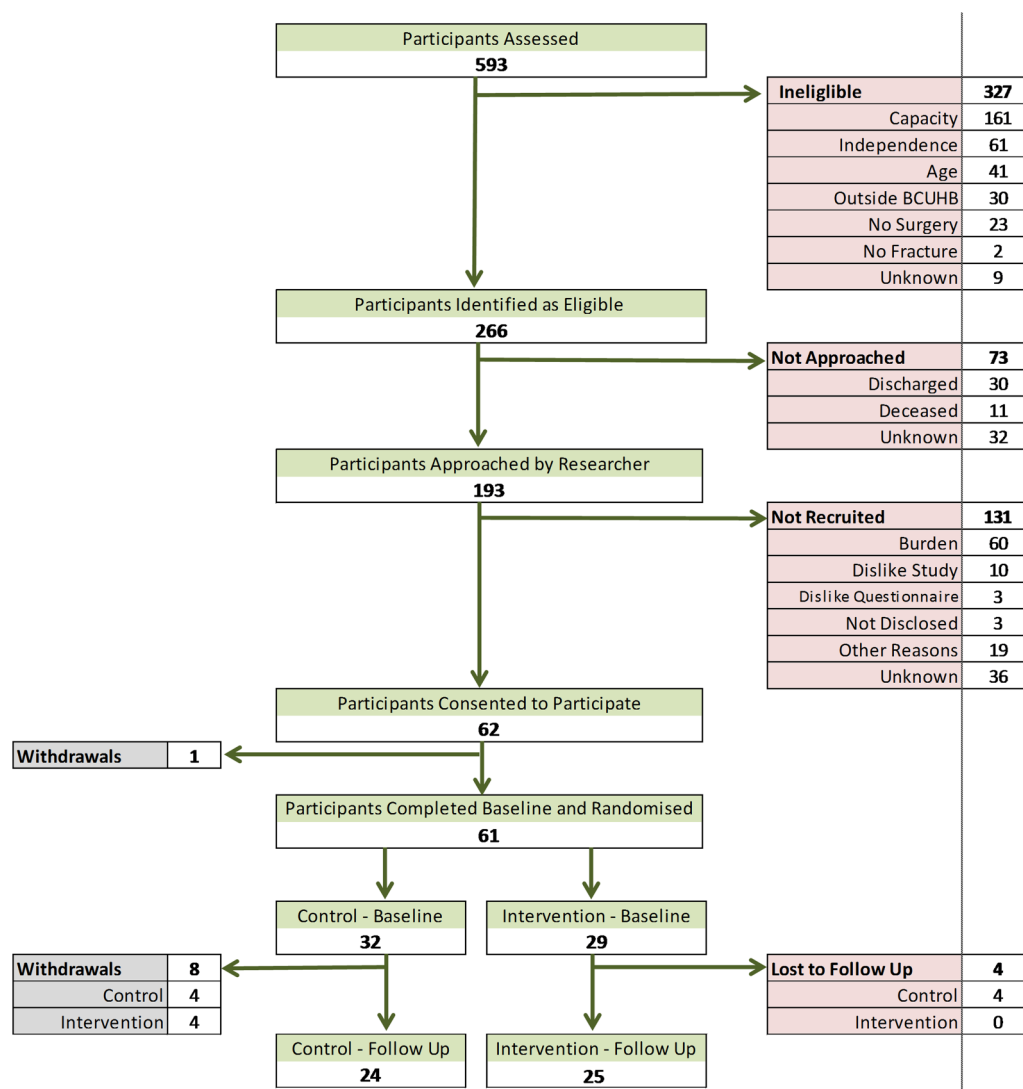 Participants Assessed
593
Ineliglible 327
Capacity 161
Independence 61
Age 41
Outside BCUHB 30
No Surgery 23
No Fracture 2
Unknown 9
Participants Identified as Eligible
266
Not Approached 73
Discharged 30
Deceased 11
Unknown 32
Participants Approached by Researcher
193
Not Recruited 131
Burden 60
Dislike Study 10
Dislike Questionnaire 3
Not Disclosed 3
Other Reasons 19
Unknown 36
Participants Consented to Participate
62
Withdrawals 1
Participants Completed Baseline and Randomised
61
Control - Baseline
32
Intervention - Baseline
29
Withdrawals 8
Control 4
Intervention 4
Lost to Follow Up 4
Control 4
Intervention 0
Control - Follow Up
24
Intervention - Follow Up
25